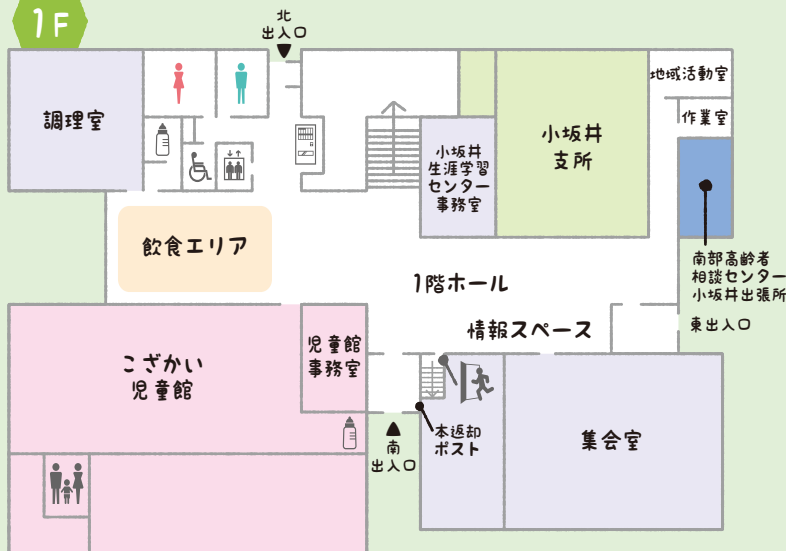 1F
北
出入口
調理室
地域活動室
作業室
小坂井
支所
小坂井
生涯学習
センター
事務室
飲食エリア
南部高齢者
相談センター
小坂井出張所
1階ホール
情報スペース
東出入口
こざかい
児童館
児童館
事務室
本返却
ポスト
南
出入口
集会室